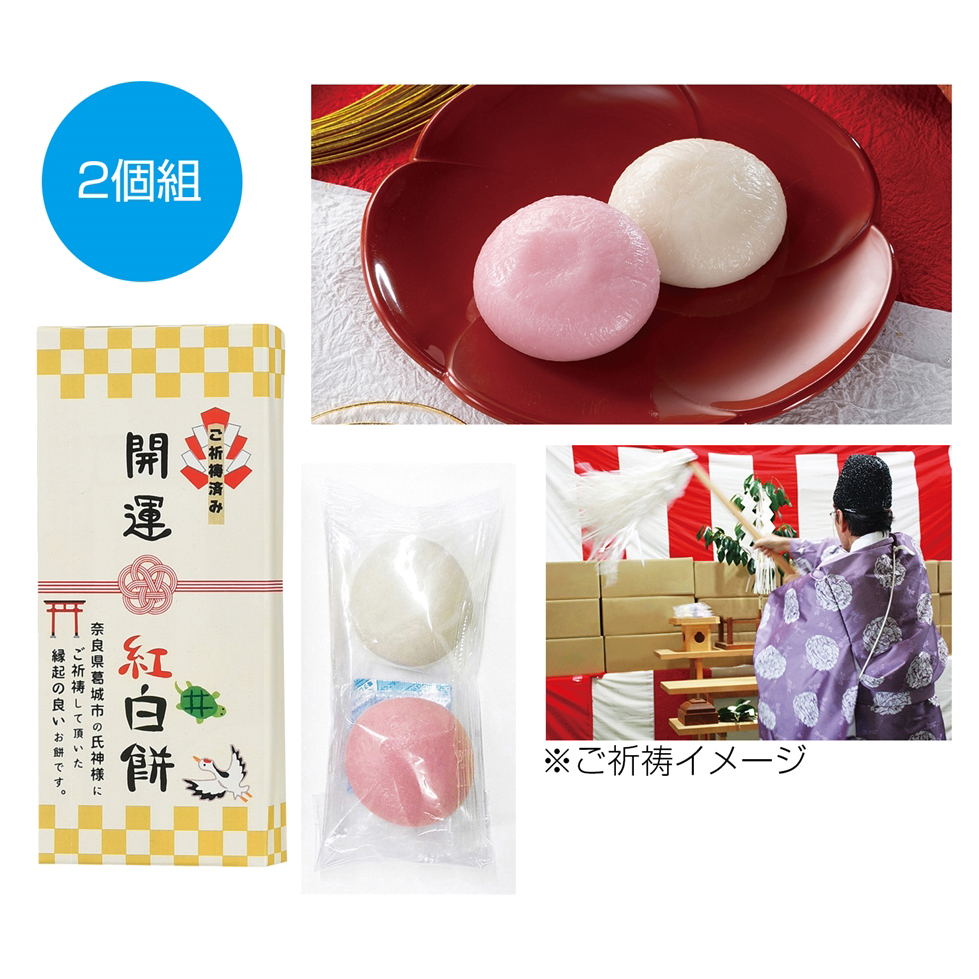 2個組
ご祈祷済み
開運
紅白餅
奈良県葛城市の氏神様に
ご祈祷して頂いた
縁起の良いお餅です。
※ご祈祷イメージ